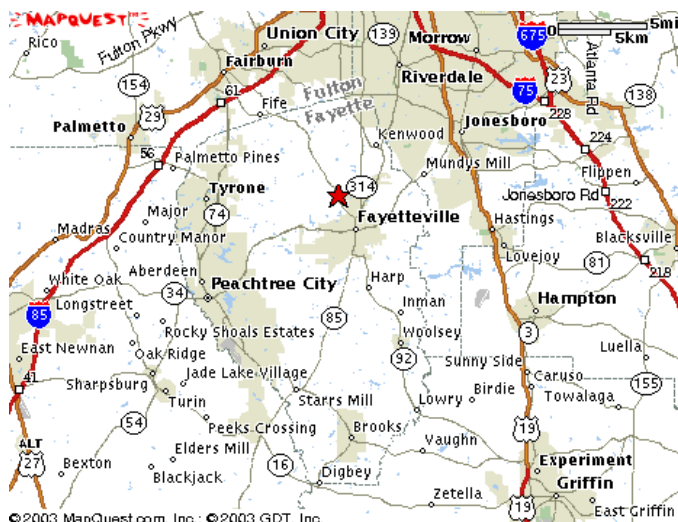 MAPQUEST
Rico
Fulton Pkwy
Union City
139
Morrow
675
0
5mi
5km
Fairburn
Riverdale
Atlanta Rd
154
29
61
Fife
Fulton
Fayette
75
23
138
Palmetto
Kenwood
Jonesboro
228
56
Palmetto Pines
Mundys Mill
224
Flippen
Tyrone
314
Jonesboro Rd
222
Major
74
Fayetteville
Hastings
Madras
Country Manor
Blacksville
Lovejoy
81
218
White Oak
Aberdeen
Harp
Longstreet
34
Peachtree City
Inman
Hampton
85
85
Rocky Shoals Estates
Woolsey
3
East Newnan
Oak Ridge
92
Sunny Side
Luella
41
Sharpsburg
Jade Lake Village
Caruso
155
Turin
Starrs Mill
Birdie
Towalaga
Lowry
54
Peeks Crossing
Brooks
19
ALT
27
Elders Mill
Vaughn
Bexton
Blackjack
16
Digbey
Experiment
Griffin
Zetella
19
East Griffin
©2003 MapQuest.com, Inc.; ©2003 GDT, Inc.